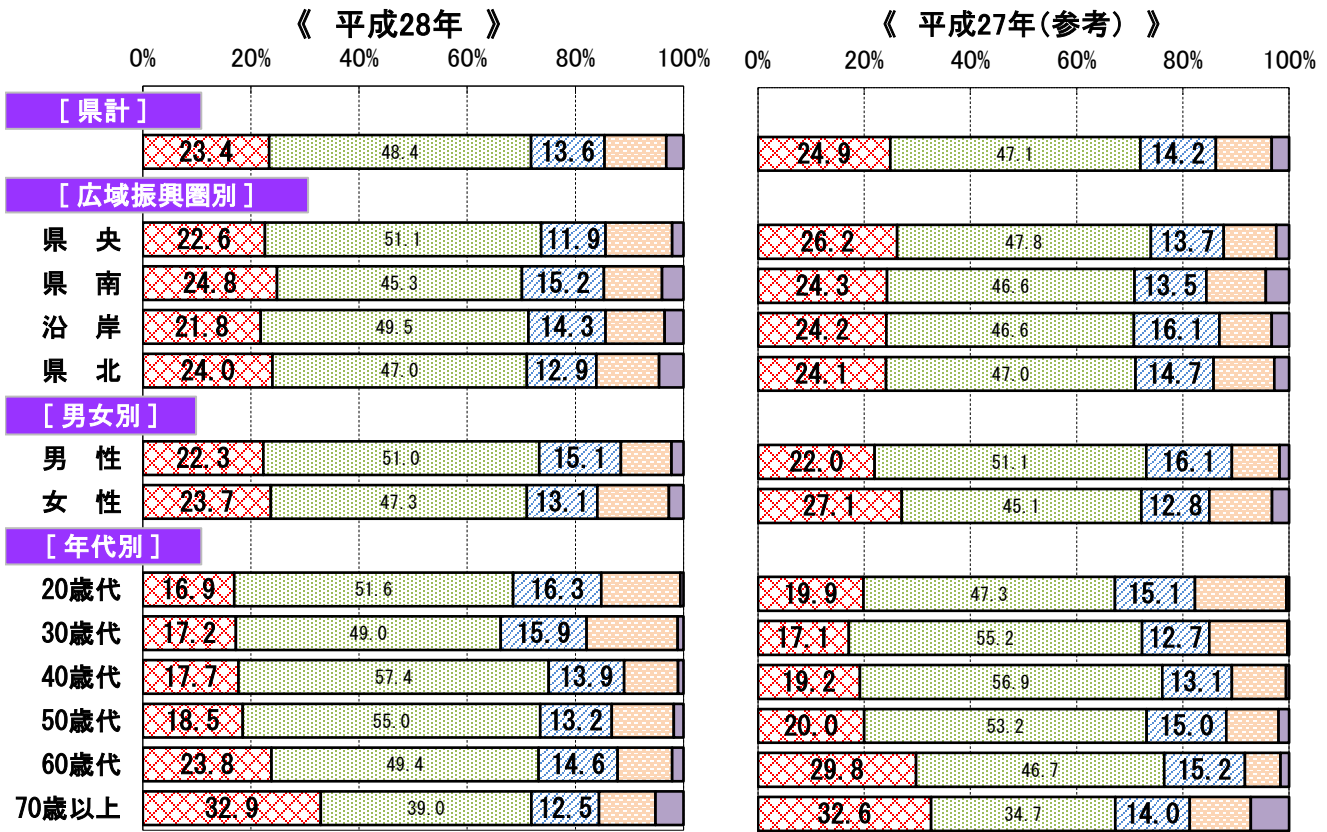 《 平成28年 》 《 平成27年(参考) 》
0% 20% 40% 60% 80% 100% 0% 20% 40% 60% 80% 100%
[ 県計 ]
23.4 48.4 13.6 24.9 47.1 14.2
[ 広域振興圏別 ]
県 央 22.6 51.1 11.9 26.2 47.8 13.7
県 南 24.8 45.3 15.2 24.3 46.6 13.5
沿 岸 21.8 49.5 14.3 24.2 46.6 16.1
県 北 24.0 47.0 12.9 24.1 47.0 14.7
[ 男女別 ]
男 性 22.3 51.0 15.1 22.0 51.1 16.1
女 性 23.7 47.3 13.1 27.1 45.1 12.8
[ 年代別 ]
20歳代 16.9 51.6 16.3 19.9 47.3 15.1
30歳代 17.2 49.0 15.9 17.1 55.2 12.7
40歳代 17.7 57.4 13.9 19.2 56.9 13.1
50歳代 18.5 55.0 13.2 20.0 53.2 15.0
60歳代 23.8 49.4 14.6 29.8 46.7 15.2
70歳以上 32.9 39.0 12.5 32.6 34.7 14.0